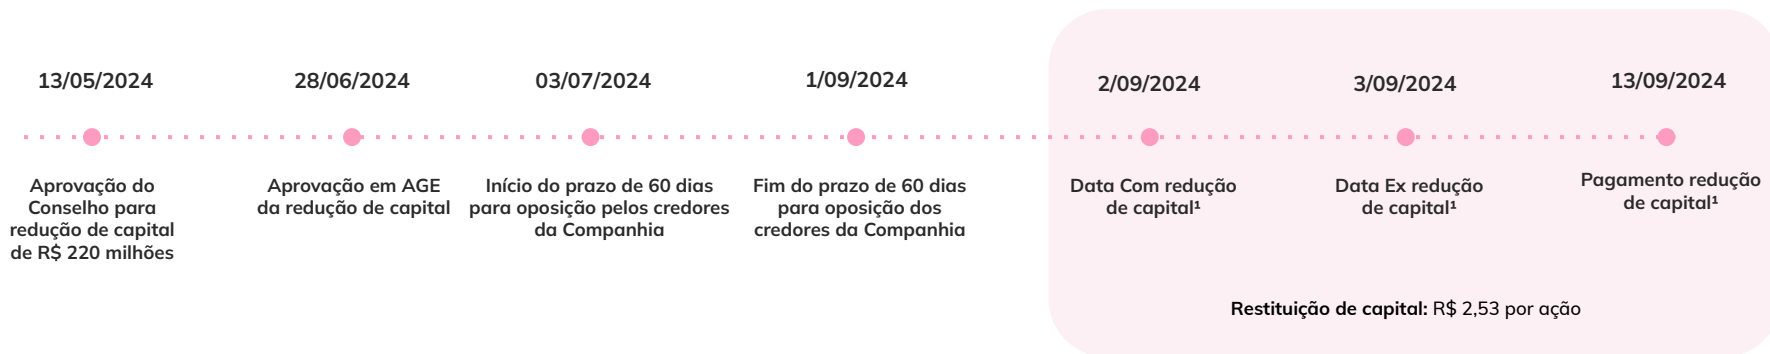 13/05/2024
Aprovação do
Conselho para
redução de capital
de R$ 220 milhões
28/06/2024
Aprovação em AGE
da redução de capital
03/07/2024
Início do prazo de 60 dias
para oposição pelos credores
da Companhia
1/09/2024
Fim do prazo de 60 dias
para oposição dos
credores da Companhia
2/09/2024
Data Com redução
de capital¹
3/09/2024
Data Ex redução
de capital¹
13/09/2024
Pagamento redução
de capital¹
Restituição de capital: R$ 2,53 por ação